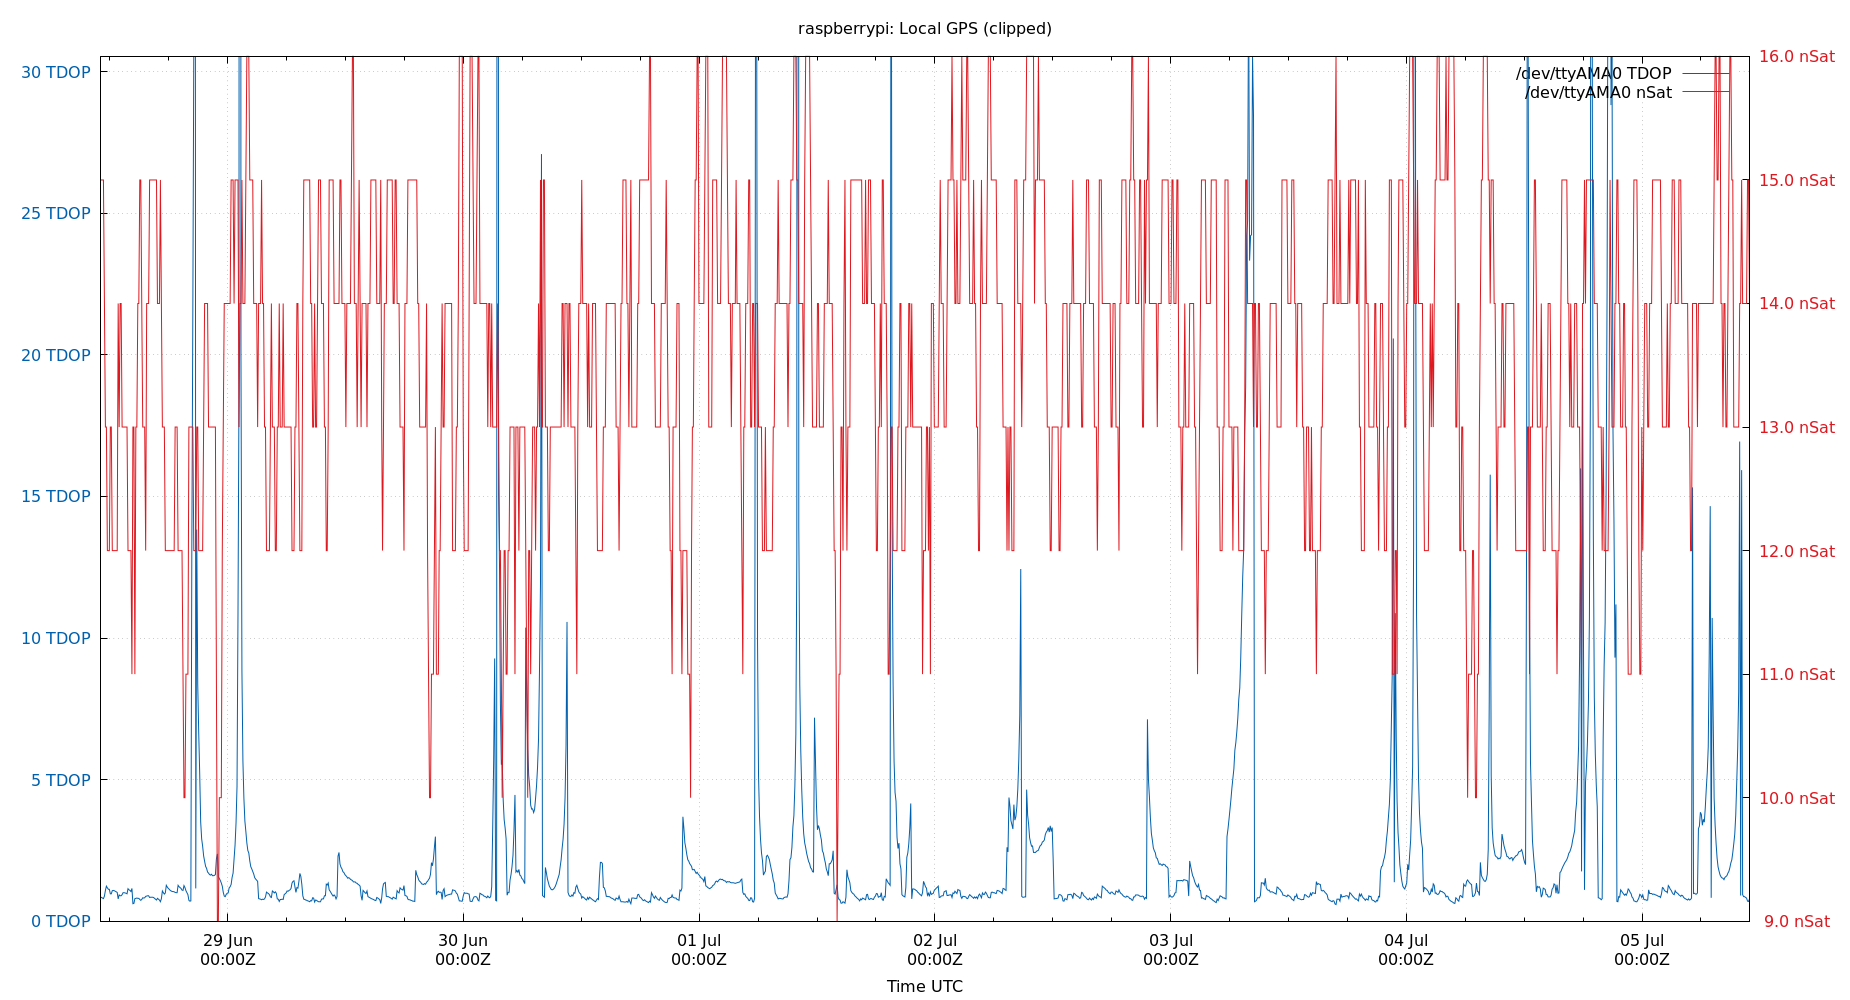 raspberrypi: Local GPS (clipped)
30 TDOP
25 TDOP
20 TDOP
15 TDOP
10 TDOP
5 TDOP
0 TDOP
16.0 nSat
15.0 nSat
14.0 nSat
13.0 nSat
12.0 nSat
11.0 nSat
10.0 nSat
9.0 nSat
/dev/ttyAMA0 TDOP
/dev/ttyAMA0 nSat
29 Jun 00:00Z
30 Jun 00:00Z
01 Jul 00:00Z
02 Jul 00:00Z
03 Jul 00:00Z
04 Jul 00:00Z
05 Jul 00:00Z
Time UTC